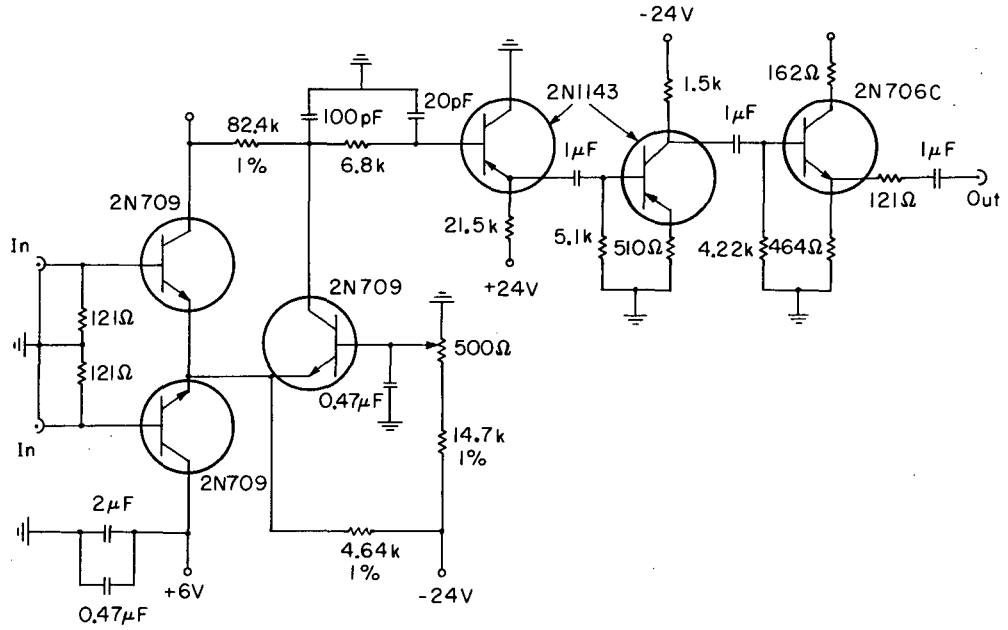 -24V
20pF
2N1143
1.5k
162Ω
2N706C
100pF
82.4k
1%
6.8k
1μF
1μF
1μF
2N709
21.5k
5.1k
510Ω
4.22k
464Ω
121Ω
Out
In
+24V
2N709
121Ω
121Ω
500Ω
0.47μF
In
14.7k
1%
2N709
2μF
4.64k
1%
0.47μF
+6V
-24V